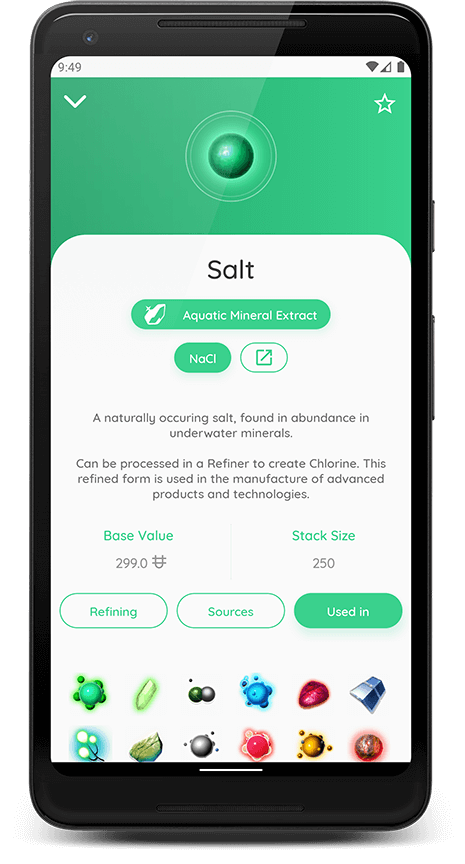 9:49
Salt
Aquatic Mineral Extract
NaCl
A naturally occuring salt, found in abundance in
underwater minerals.
Can be processed in a Refiner to create Chlorine. This
refined form is used in the manufacture of advanced
products and technologies.
Base Value
Stack Size
299.0
250
Refining
Sources
Used in